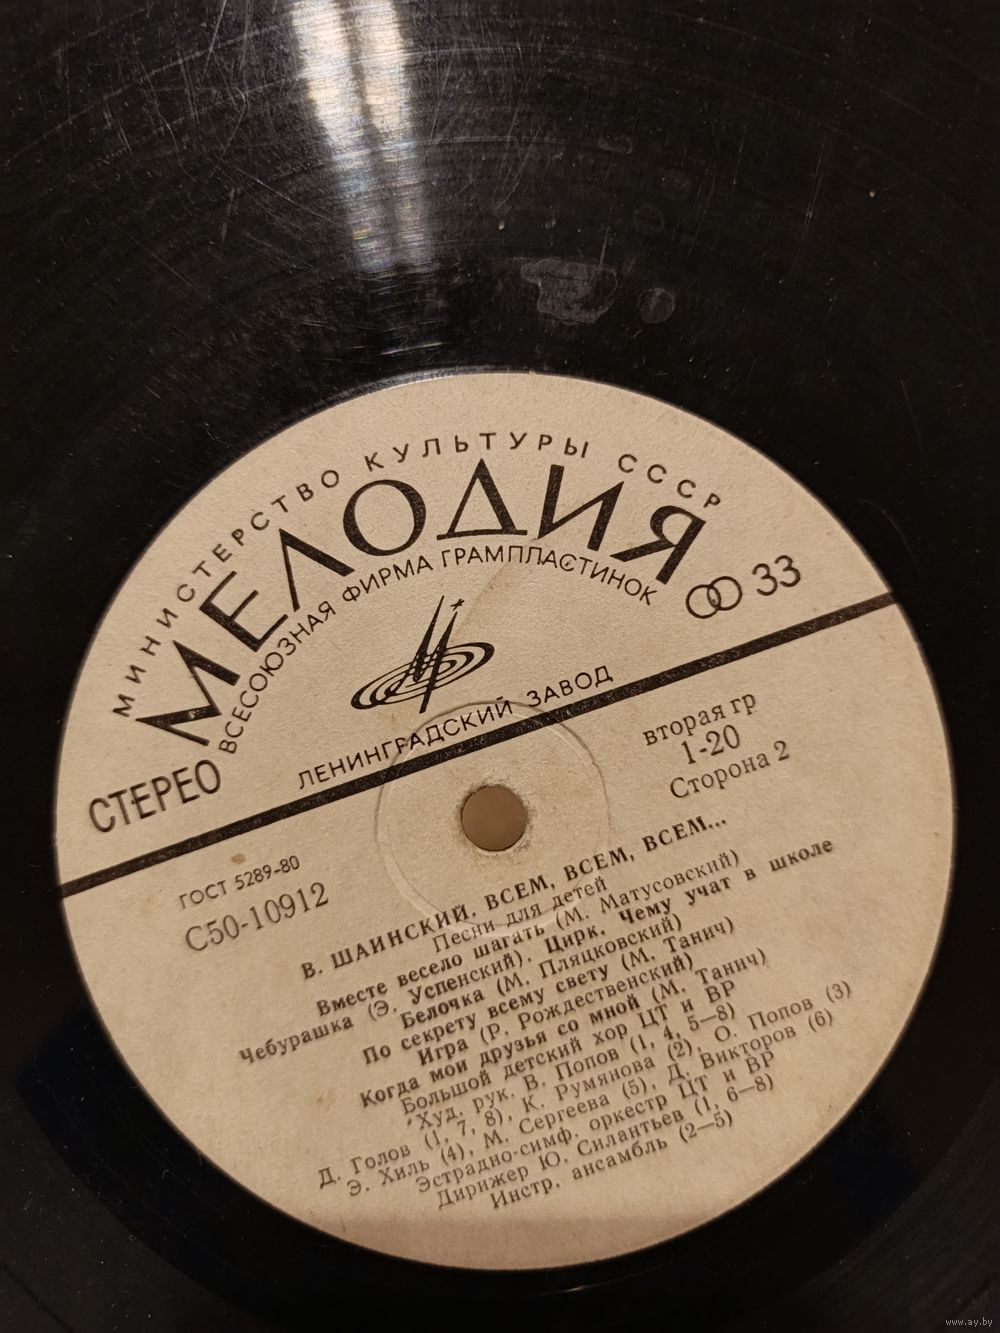 МИНИСТЕРСТВО КУЛЬТУРЫ СССР
МЕЛОДИЯ
ВСЕСОЮЗНАЯ ФИРМА ГРАМПЛАСТИНОК
33
ЛЕНИНГРАДСКИЙ ЗАВОД
СТЕРЕО
вторая гр
1-20
Сторона 2
ГОСТ 5289-80
С50-10912
В. ШАИНСКИЙ. ВСЕМ, ВСЕМ, ВСЕМ...
Песни для детей
Вместе весело шагать (М. Матусовский)
Чебурашка (Э. Успенский). Цирк. Чему учат в школе
Белочка (М. Пляцковский)
По секрету всему свету (М. Танич)
Игра (Р. Рождественский)
Когда мои друзья со мной (М. Танич)
Большой детский хор ЦТ и ВР
Худ. рук. В. Попов (1, 4, 5—8)
Д. Голов (1, 7, 8), К. Румянова (2), О. Попов (3)
Э. Хиль (4), М. Сергеева (5), Д. Викторов (6)
Эстрадно-симф. оркестр ЦТ и ВР
Дирижер Ю. Силантьев (1, 6—8)
Инстр. ансамбль (2—5)
www.ay.by